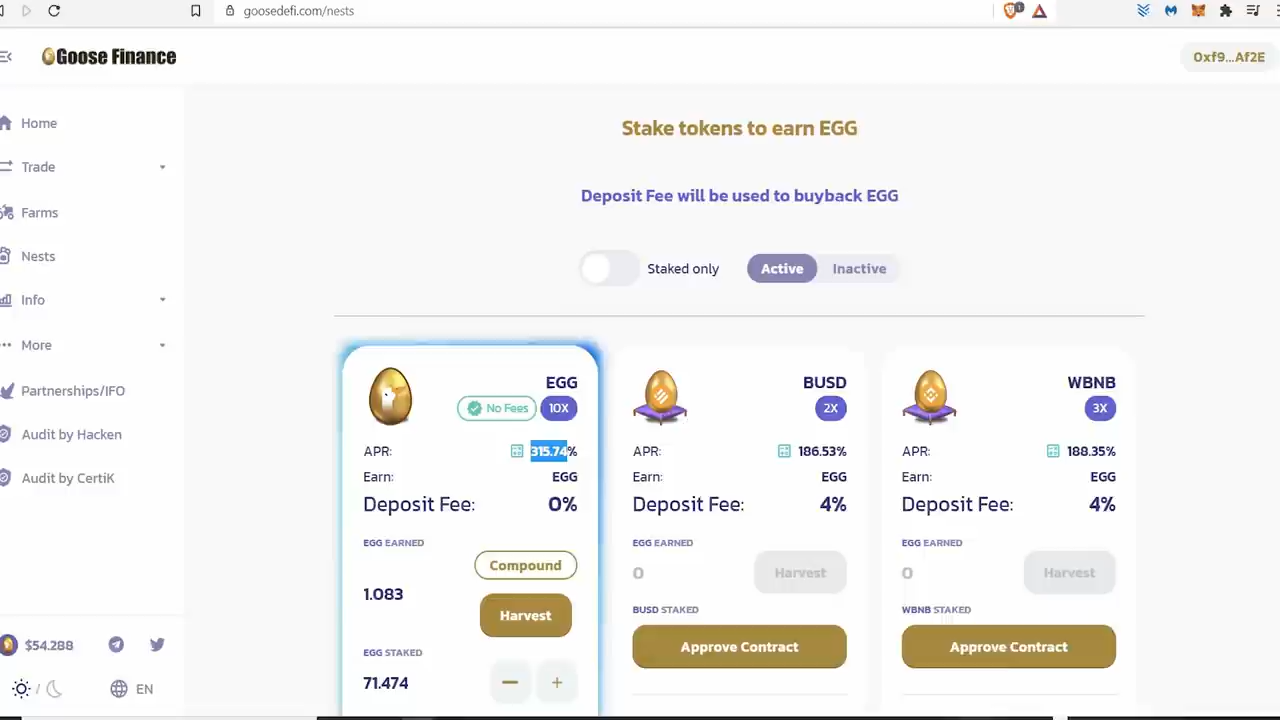 goosedefi.com/nests
1
Goose Finance
0xf9...Af2E
Home
Trade
Farms
Nests
Info
More
Partnerships/IFO
Audit by Hacken
Audit by CertiK
$54.288
/
EN
Stake tokens to earn EGG
Deposit Fee will be used to buyback EGG
Staked only
Active
Inactive
EGG
No Fees
10X
APR:
315.74%
Earn:
EGG
Deposit Fee:
0%
EGG EARNED
Compound
1.083
Harvest
EGG STAKED
71.474
BUSD
2X
APR:
186.53%
Earn:
EGG
Deposit Fee:
4%
EGG EARNED
0
Harvest
BUSD STAKED
Approve Contract
WBNB
3X
APR:
188.35%
Earn:
EGG
Deposit Fee:
4%
EGG EARNED
0
Harvest
WBNB STAKED
Approve Contract